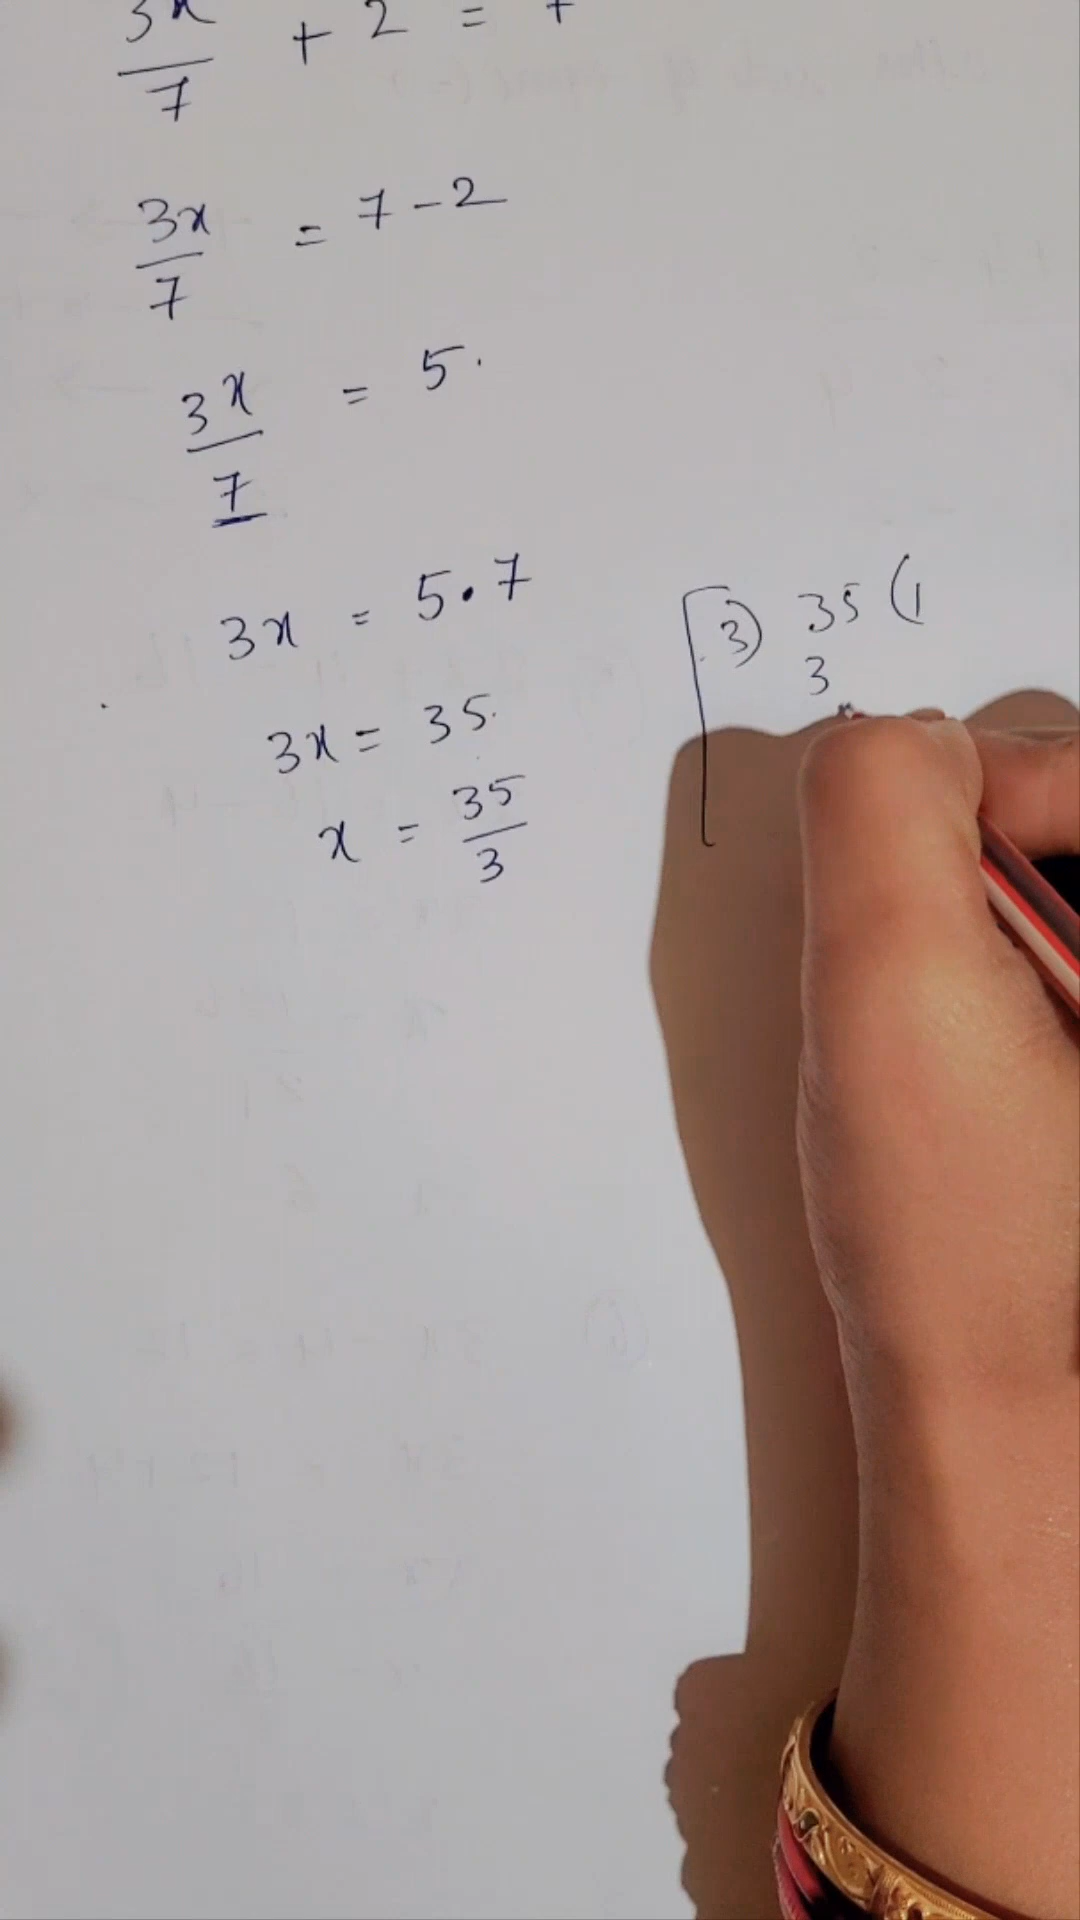 3x/7 + 2 = 7
3x/7 = 7 - 2
3x/7 = 5.
3x = 5.7
3x = 35.
x = 35/3
3) 35 (1
3